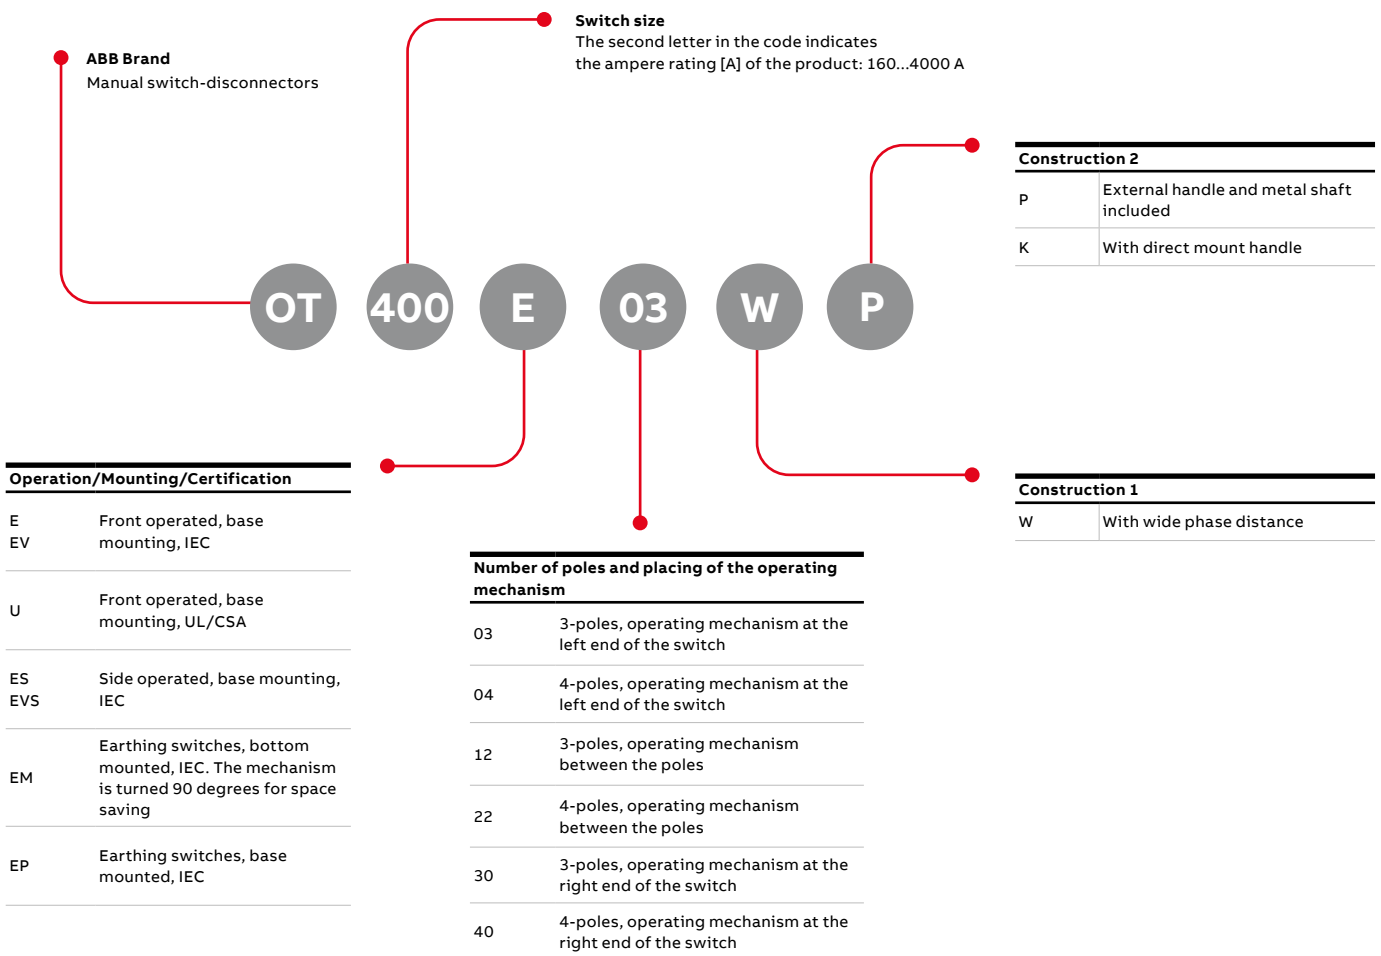 Switch size
The second letter in the code indicates
the ampere rating [A] of the product: 160...4000 A
ABB Brand
Manual switch-disconnectors
Construction 2
P External handle and metal shaft
included
K With direct mount handle
OT 400 E 03 W P
Operation/Mounting/Certification
E Front operated, base
EV mounting, IEC
U Front operated, base
mounting, UL/CSA
ES Side operated, base mounting,
EVS IEC
EM Earthing switches, bottom
mounted, IEC. The mechanism
is turned 90 degrees for space
saving
EP Earthing switches, base
mounted, IEC
Number of poles and placing of the operating
mechanism
03 3-poles, operating mechanism at the
left end of the switch
04 4-poles, operating mechanism at the
left end of the switch
12 3-poles, operating mechanism
between the poles
22 4-poles, operating mechanism
between the poles
30 3-poles, operating mechanism at the
right end of the switch
40 4-poles, operating mechanism at the
right end of the switch
Construction 1
W With wide phase distance